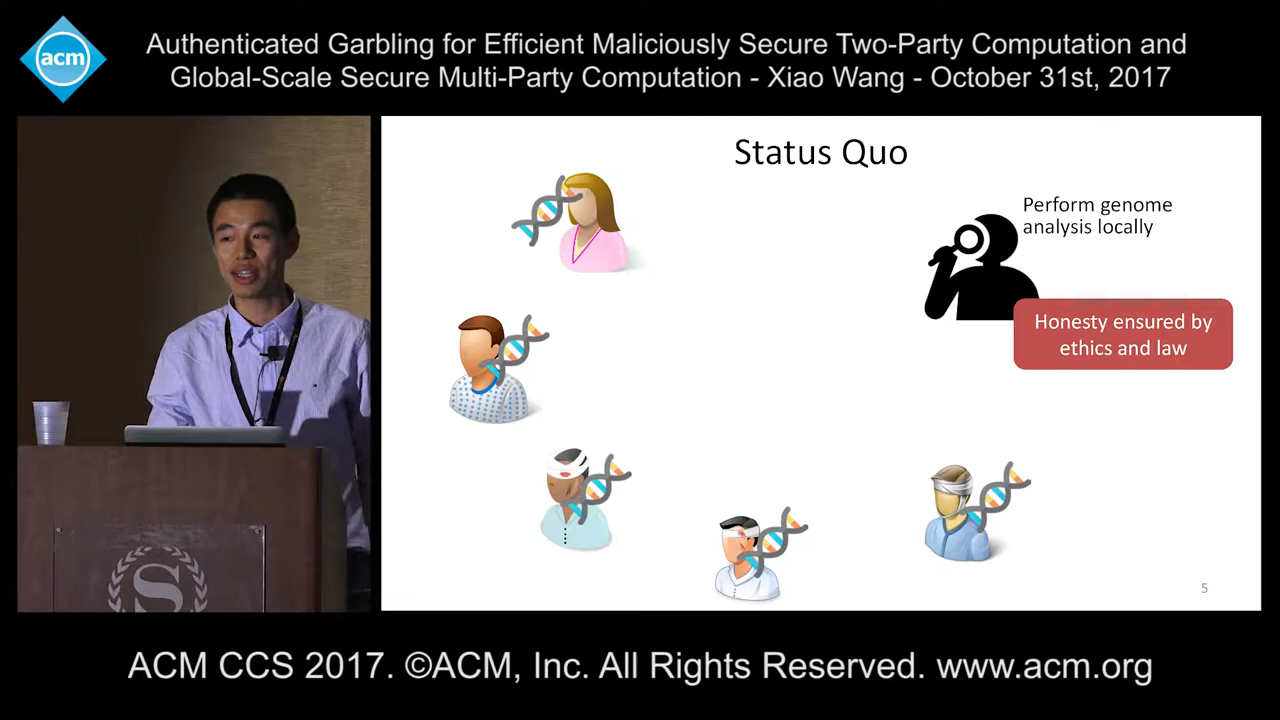 acm
Authenticated Garbling for Efficient Maliciously Secure Two-Party Computation and
Global-Scale Secure Multi-Party Computation - Xiao Wang - October 31st, 2017
Status Quo
Perform genome
analysis locally
Honesty ensured by
ethics and law
S
5
ACM CCS 2017. ©ACM, Inc. All Rights Reserved. www.acm.org